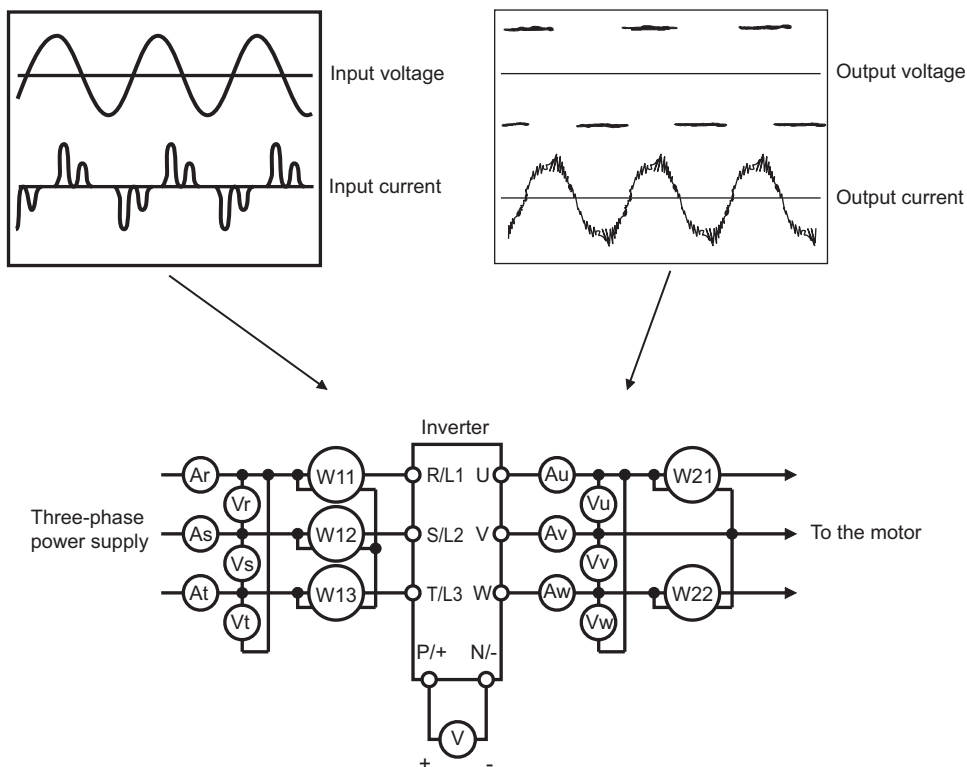 Input voltage
Output voltage
Input current
Output current
Inverter
Ar
W11
R/L1
U
Au
W21
Vr
Vu
Three-phase
power supply
As
W12
S/L2
V
Av
To the motor
Vs
Vv
At
W13
T/L3
W
Aw
W22
Vt
Vw
P/+
N/-
V
+
-